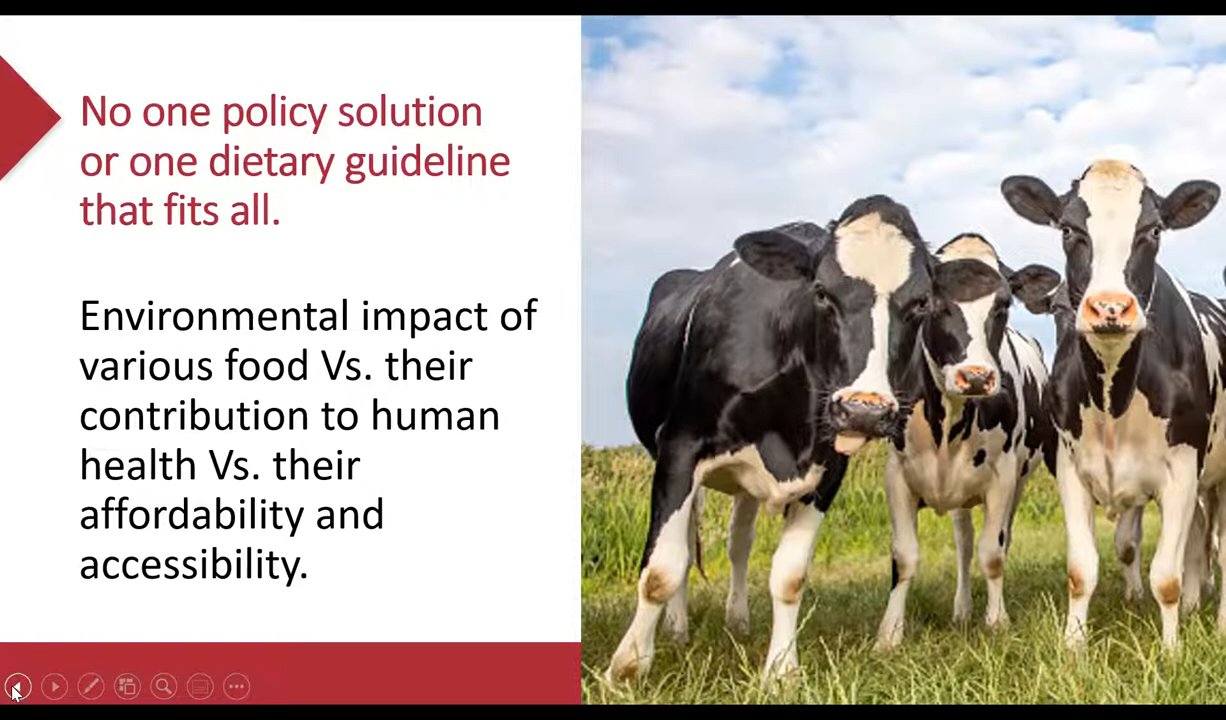 No one policy solution
or one dietary guideline
that fits all.
Environmental impact of
various food Vs. their
contribution to human
health Vs. their
affordability and
accessibility.